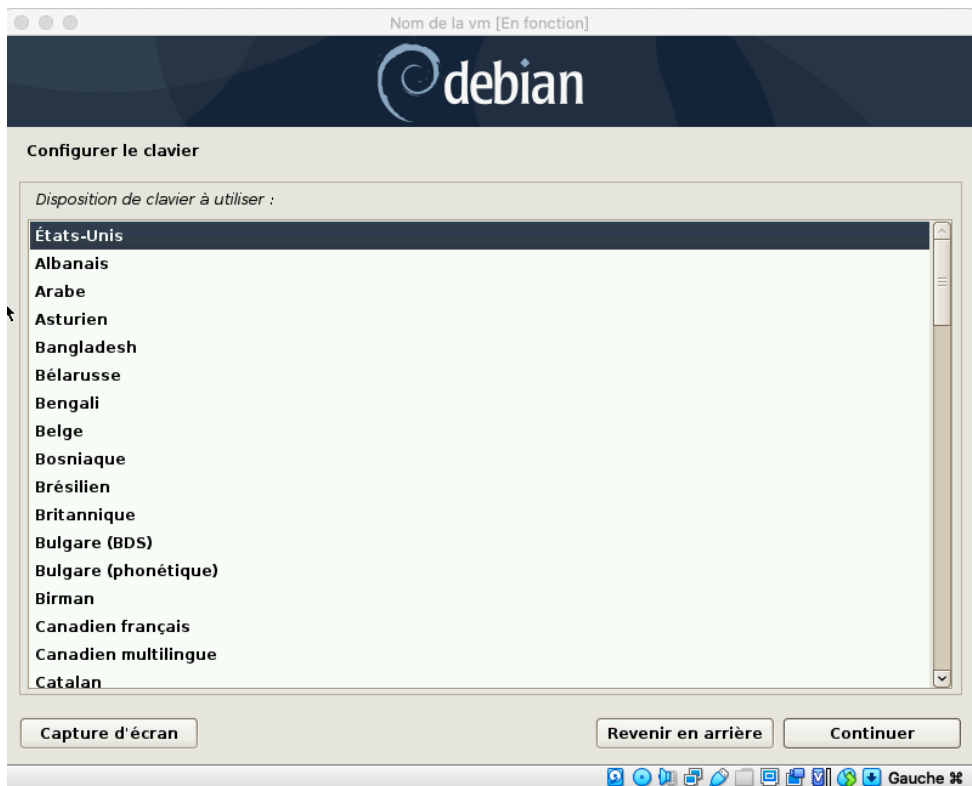 Nom de la vm [En fonction]
debian
Configurer le clavier
Disposition de clavier à utiliser :
États-Unis
Albanais
Arabe
Asturien
Bangladesh
Bélarusse
Bengali
Belge
Bosniaque
Brésilien
Britannique
Bulgare (BDS)
Bulgare (phonétique)
Birman
Canadien français
Canadien multilingue
Catalan
Capture d'écran
Revenir en arrière
Continuer
Gauche ⌘